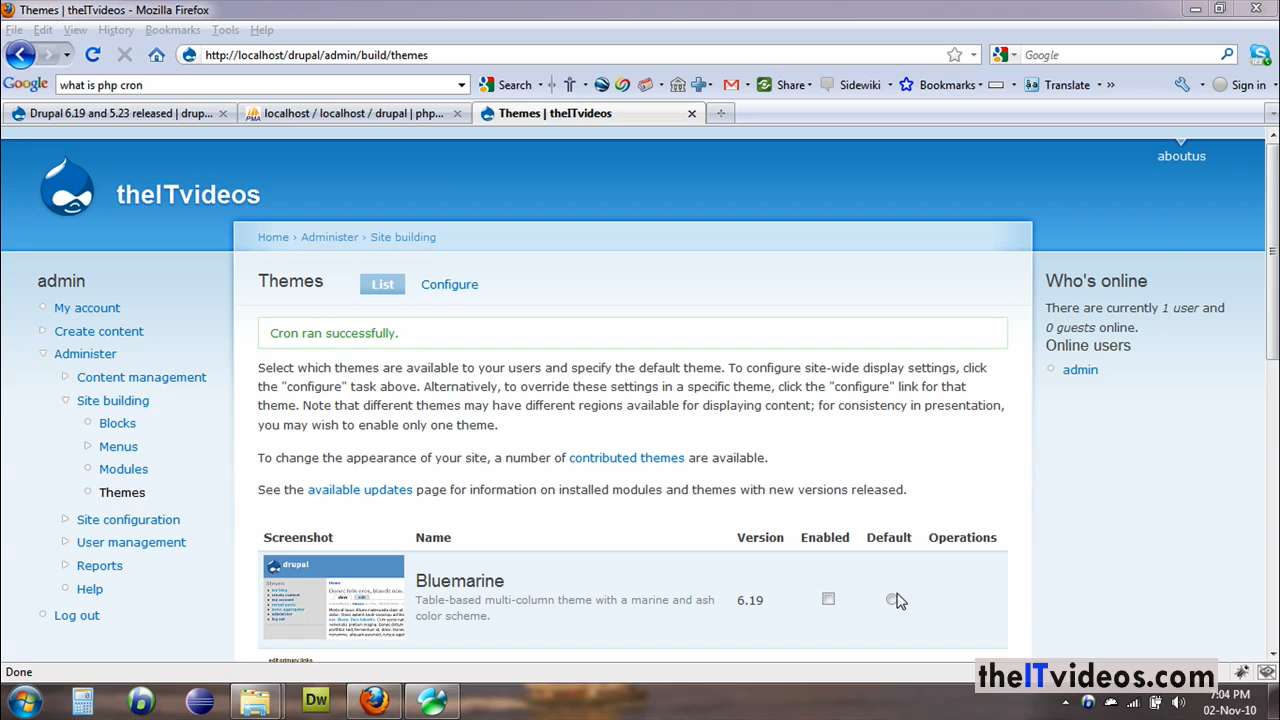 Themes | theITvideos - Mozilla Firefox
File Edit View History Bookmarks Tools Help
http://localhost/drupal/admin/build/themes
Google
Google what is php cron Search Share Sidewiki Bookmarks Translate » Sign in
Drupal 6.19 and 5.23 released | drup...
localhost / localhost / drupal | php...
Themes | theITvideos
aboutus
theITvideos
Home › Administer › Site building
admin
My account
Create content
Administer
Content management
Site building
Blocks
Menus
Modules
Themes
Site configuration
User management
Reports
Help
Log out
Themes List Configure
Cron ran successfully.
Select which themes are available to your users and specify the default theme. To configure site-wide display settings, click
the "configure" task above. Alternatively, to override these settings in a specific theme, click the "configure" link for that
theme. Note that different themes may have different regions available for displaying content; for consistency in presentation,
you may wish to enable only one theme.
To change the appearance of your site, a number of contributed themes are available.
See the available updates page for information on installed modules and themes with new versions released.
Screenshot Name Version Enabled Default Operations
drupal
Bluemarine
Table-based multi-column theme with a marine and ash
color scheme.
6.19
edit primary links
Who's online
There are currently 1 user and
0 guests online.
Online users
admin
Done
theITvideos.com
Dw
7:04 PM
02-Nov-10